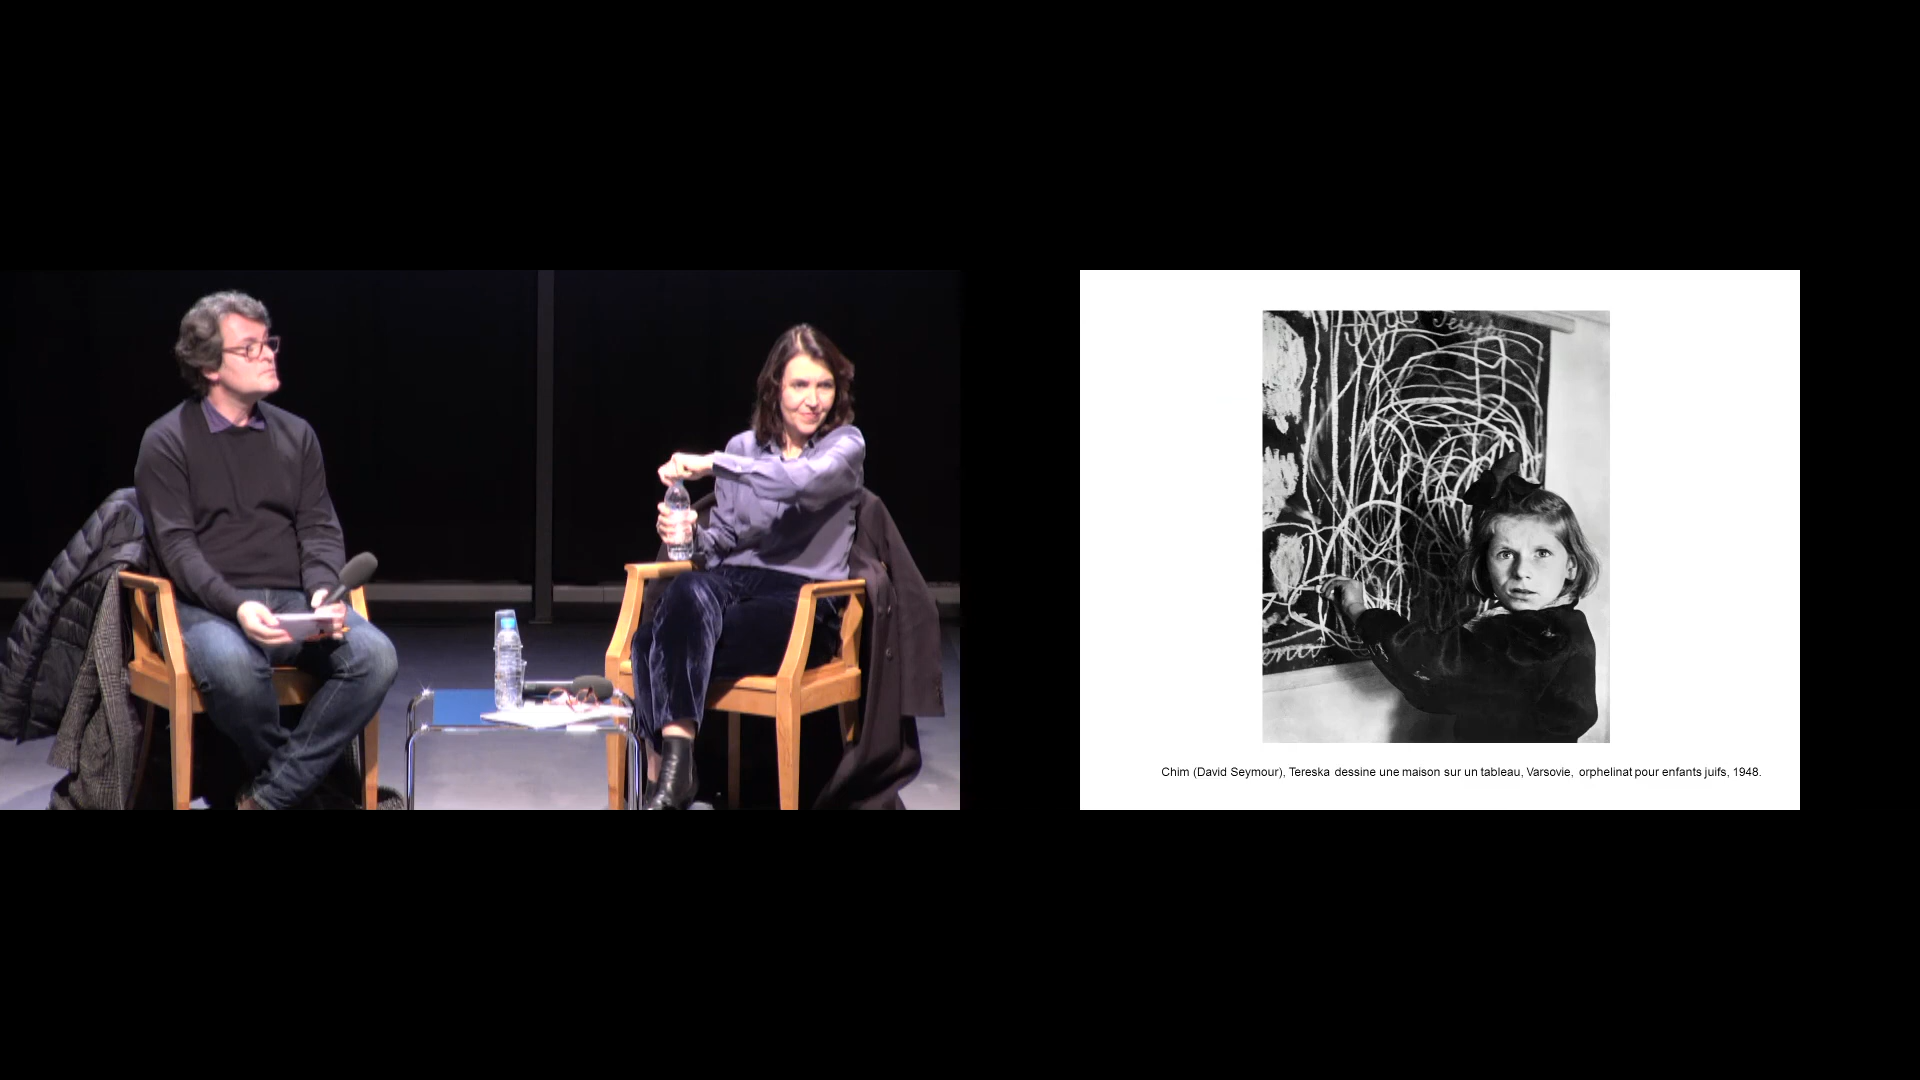 Chim (David Seymour), Tereska dessine une maison sur un tableau, Varsovie, orphelinat pour enfants juifs, 1948.